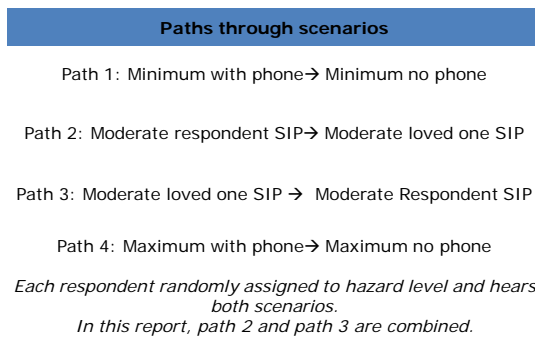 Paths through scenarios
Path 1: Minimum with phone→ Minimum no phone
Path 2: Moderate respondent SIP→ Moderate loved one SIP
Path 3: Moderate loved one SIP → Moderate Respondent SIP
Path 4: Maximum with phone→ Maximum no phone
Each respondent randomly assigned to hazard level and hears
both scenarios.
In this report, path 2 and path 3 are combined.